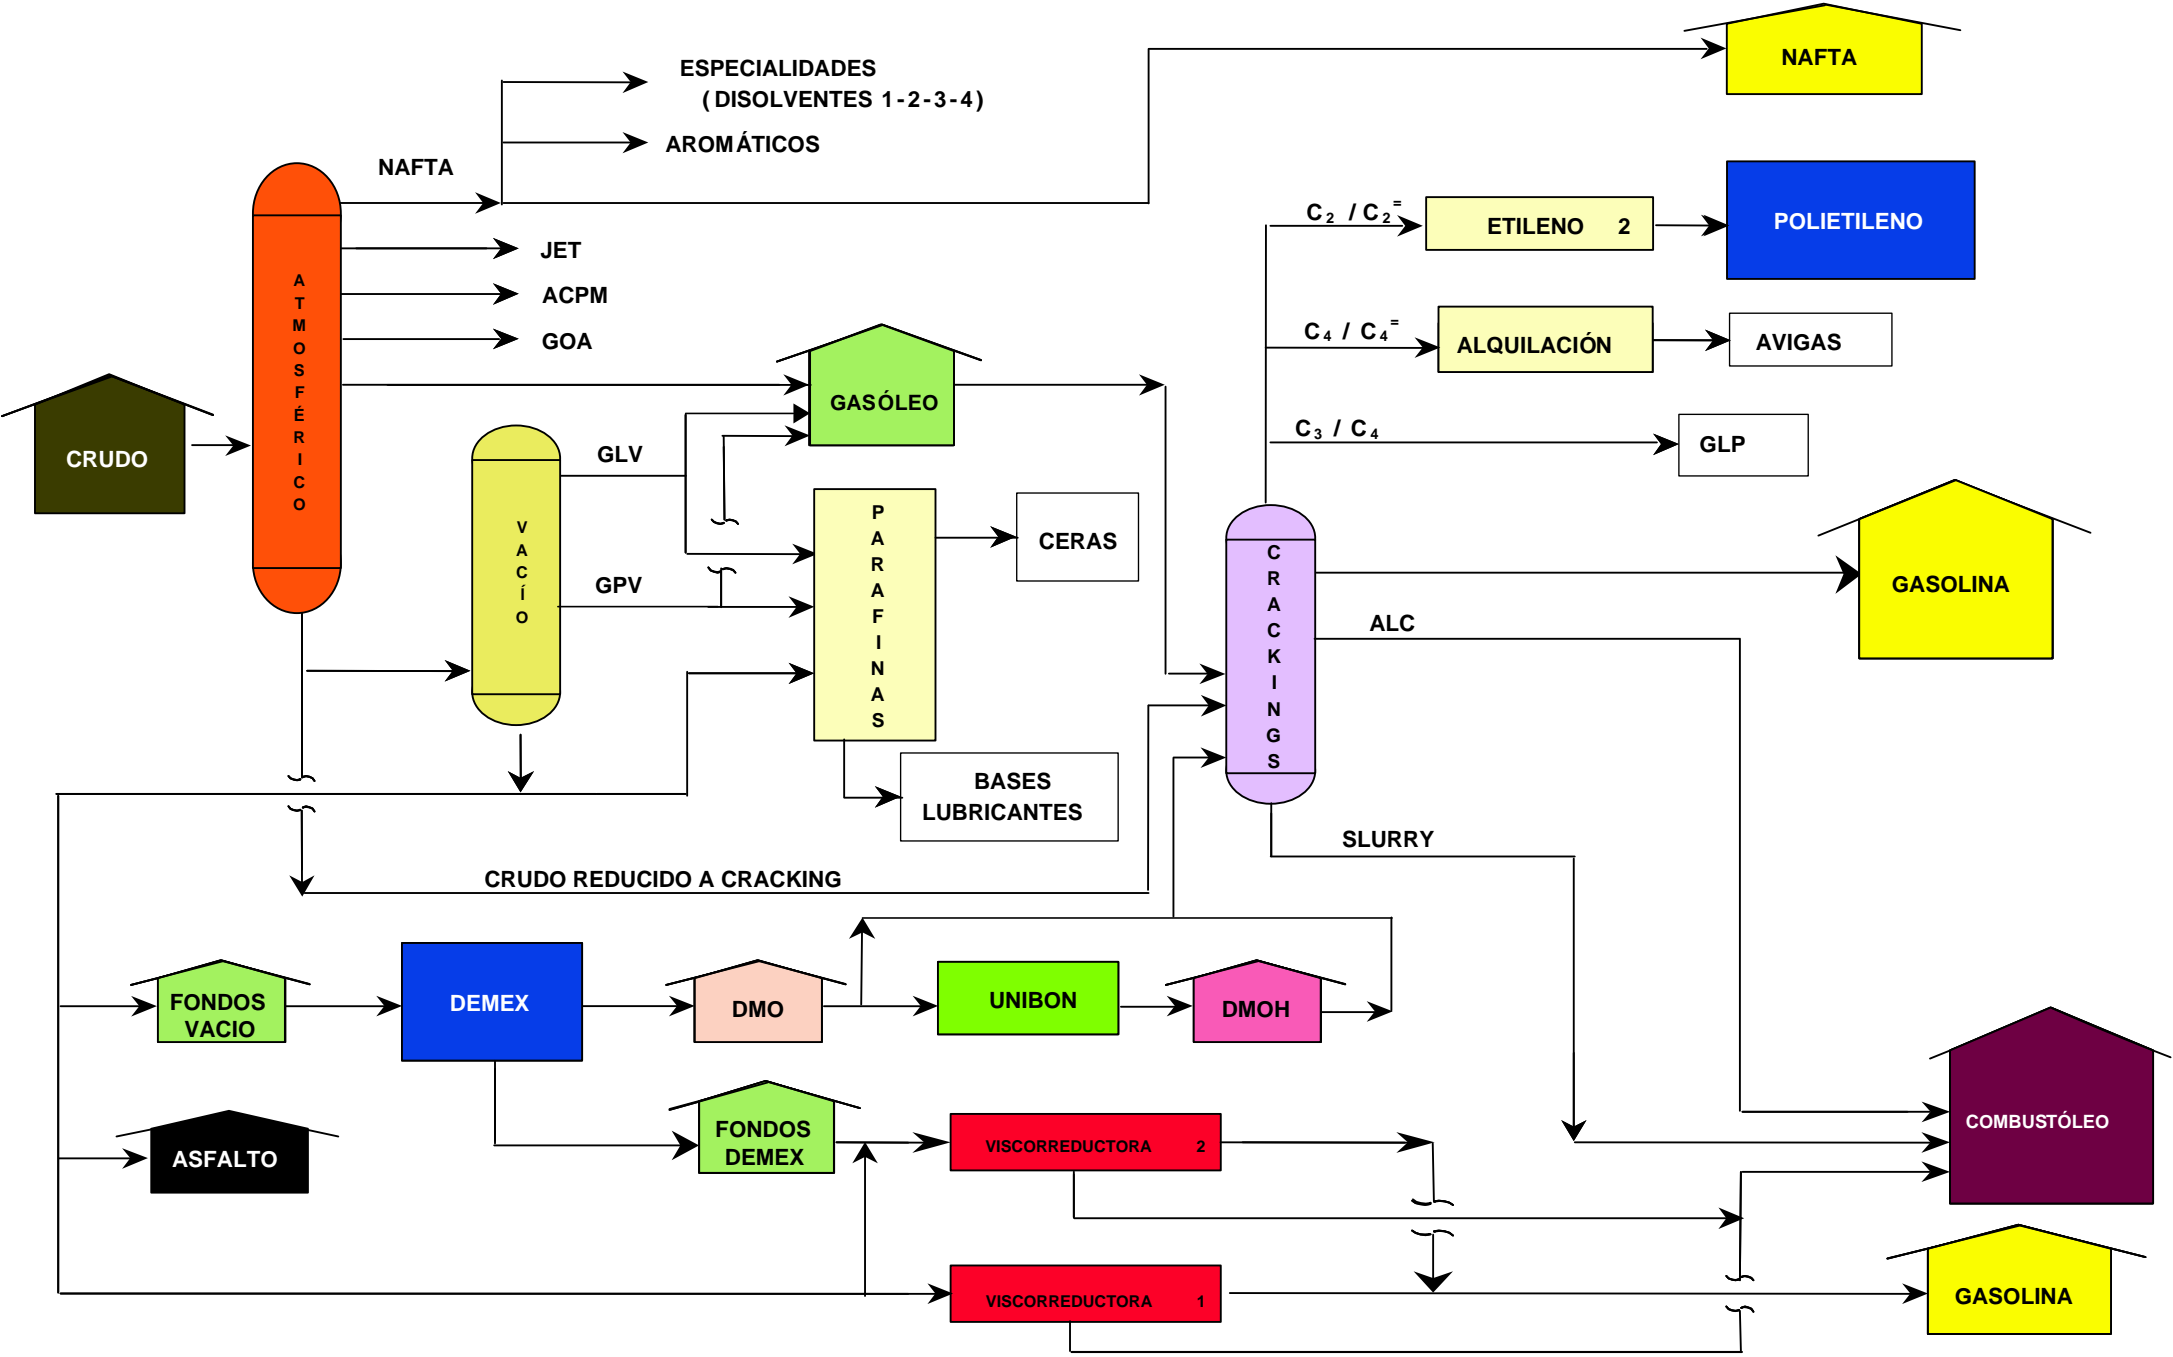 NAFTA
ESPECIALIDADES
( DISOLVENTES 1-2-3-4)
AROMÁTICOS
NAFTA
C2 / C2=
ETILENO 2
POLIETILENO
JET
ACPM
GOA
C4 / C4=
ALQUILACIÓN
AVIGAS
ATMOSFÉRICO
GASÓLEO
CRUDO
C3 / C4
GLP
GLV
VACÍO
PARAFINAS
CERAS
CRACKINGS
GASOLINA
GPV
ALC
BASES
LUBRICANTES
SLURRY
CRUDO REDUCIDO A CRACKING
FONDOS
VACIO
DEMEX
DMO
UNIBON
DMOH
COMBUSTÓLEO
ASFALTO
FONDOS
DEMEX
VISCORREDUCTORA 2
VISCORREDUCTORA 1
GASOLINA